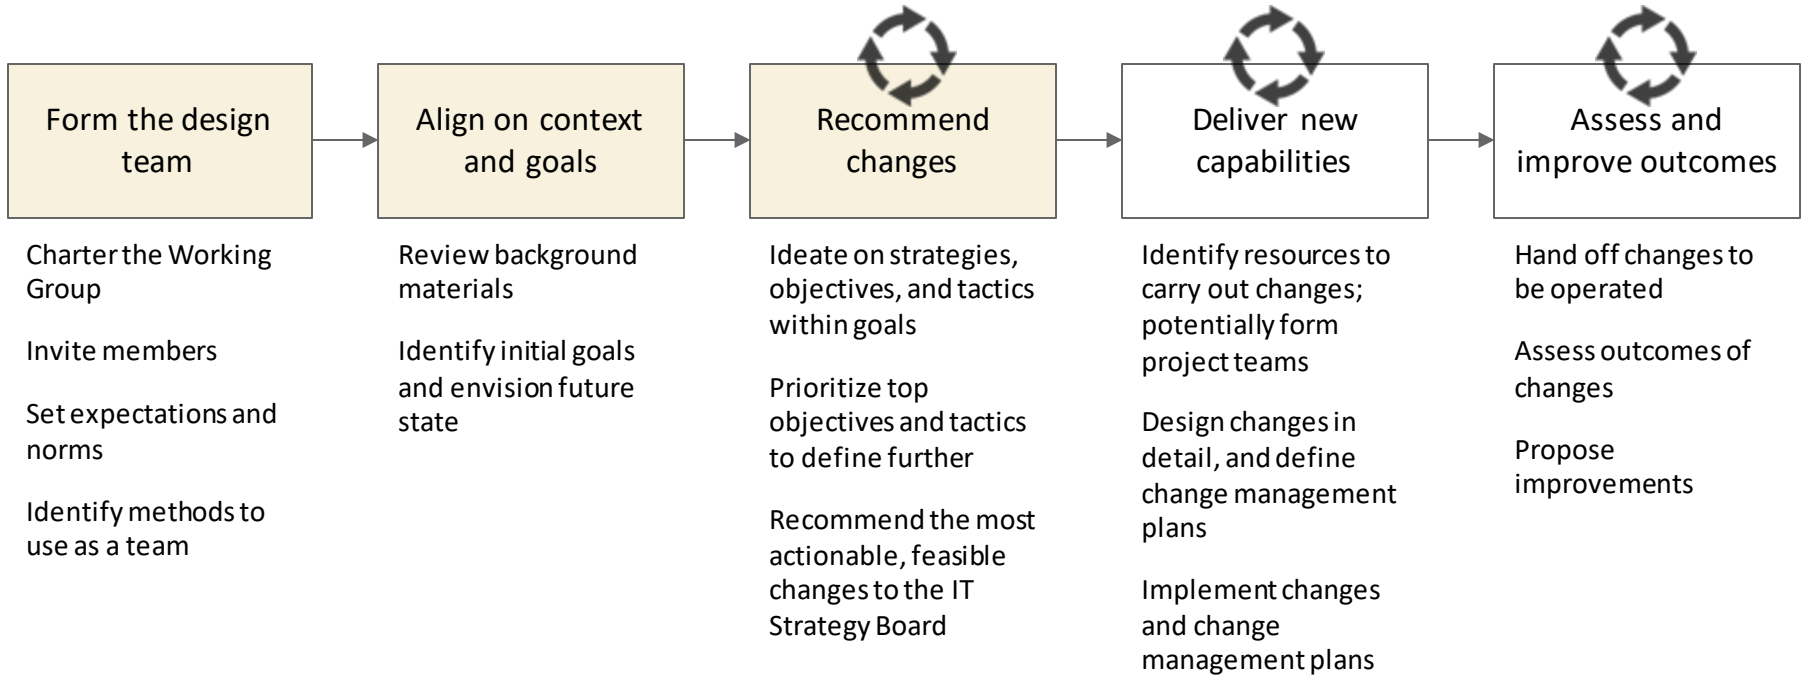 Form the design
team
Align on context
and goals
Recommend
changes
Deliver new
capabilities
Assess and
improve outcomes
Charter the Working
Group
Invite members
Set expectations and
norms
Identify methods to
use as a team
Review background
materials
Identify initial goals
and envision future
state
Ideate on strategies,
objectives, and tactics
within goals
Prioritize top
objectives and tactics
to define further
Recommend the most
actionable, feasible
changes to the IT
Strategy Board
Identify resources to
carry out changes;
potentially form
project teams
Design changes in
detail, and define
change management
plans
Implement changes
and change
management plans
Hand off changes to
be operated
Assess outcomes of
changes
Propose
improvements